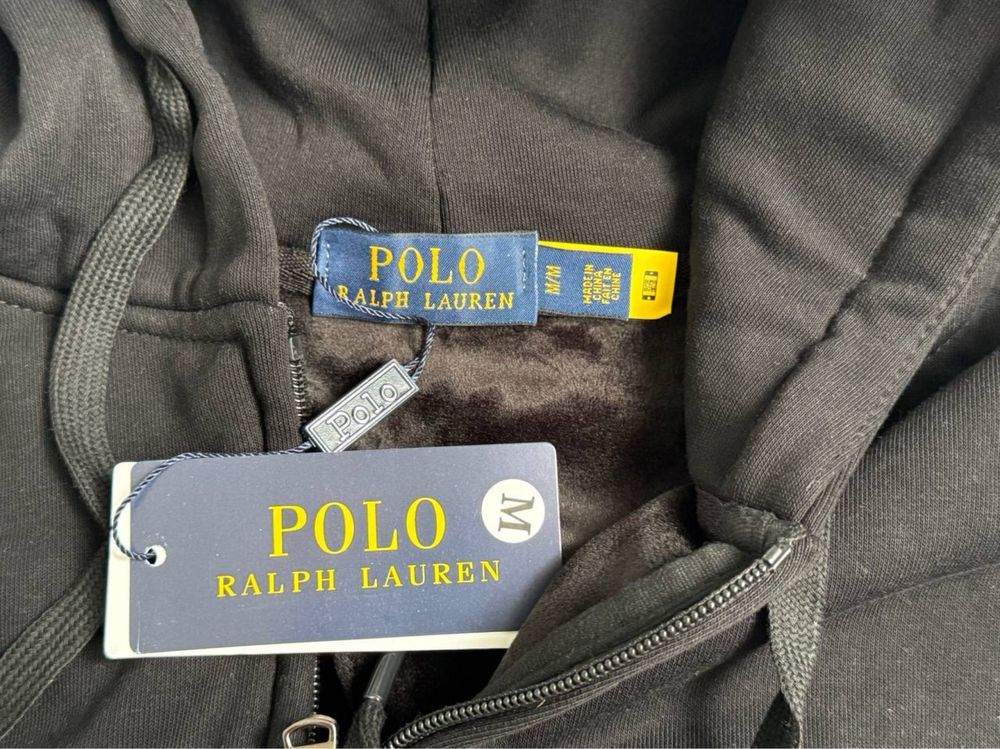 POLO
RALPH LAUREN
M/M
MADE IN
CHINA
FAIT EN
CHINE
Polo
M
POLO
RALPH LAUREN